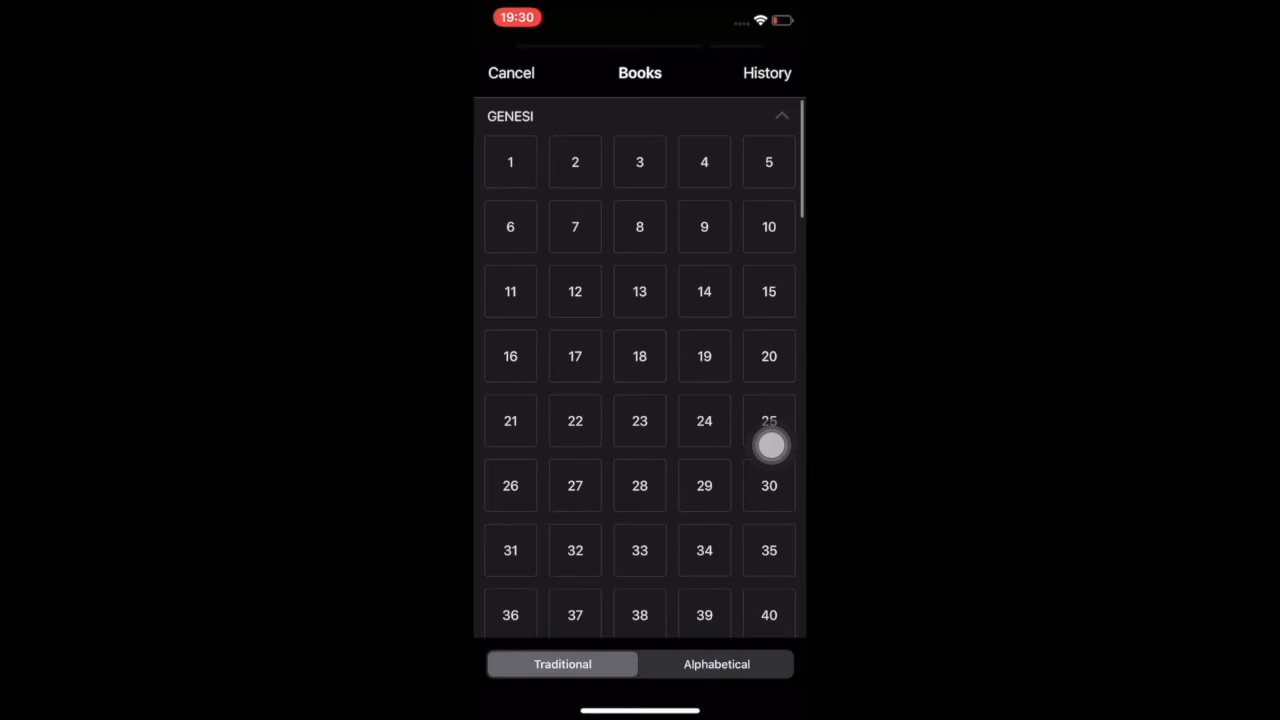 19:30
Cancel Books History
GENESI
1 2 3 4 5
6 7 8 9 10
11 12 13 14 15
16 17 18 19 20
21 22 23 24 25
26 27 28 29 30
31 32 33 34 35
36 37 38 39 40
Traditional Alphabetical